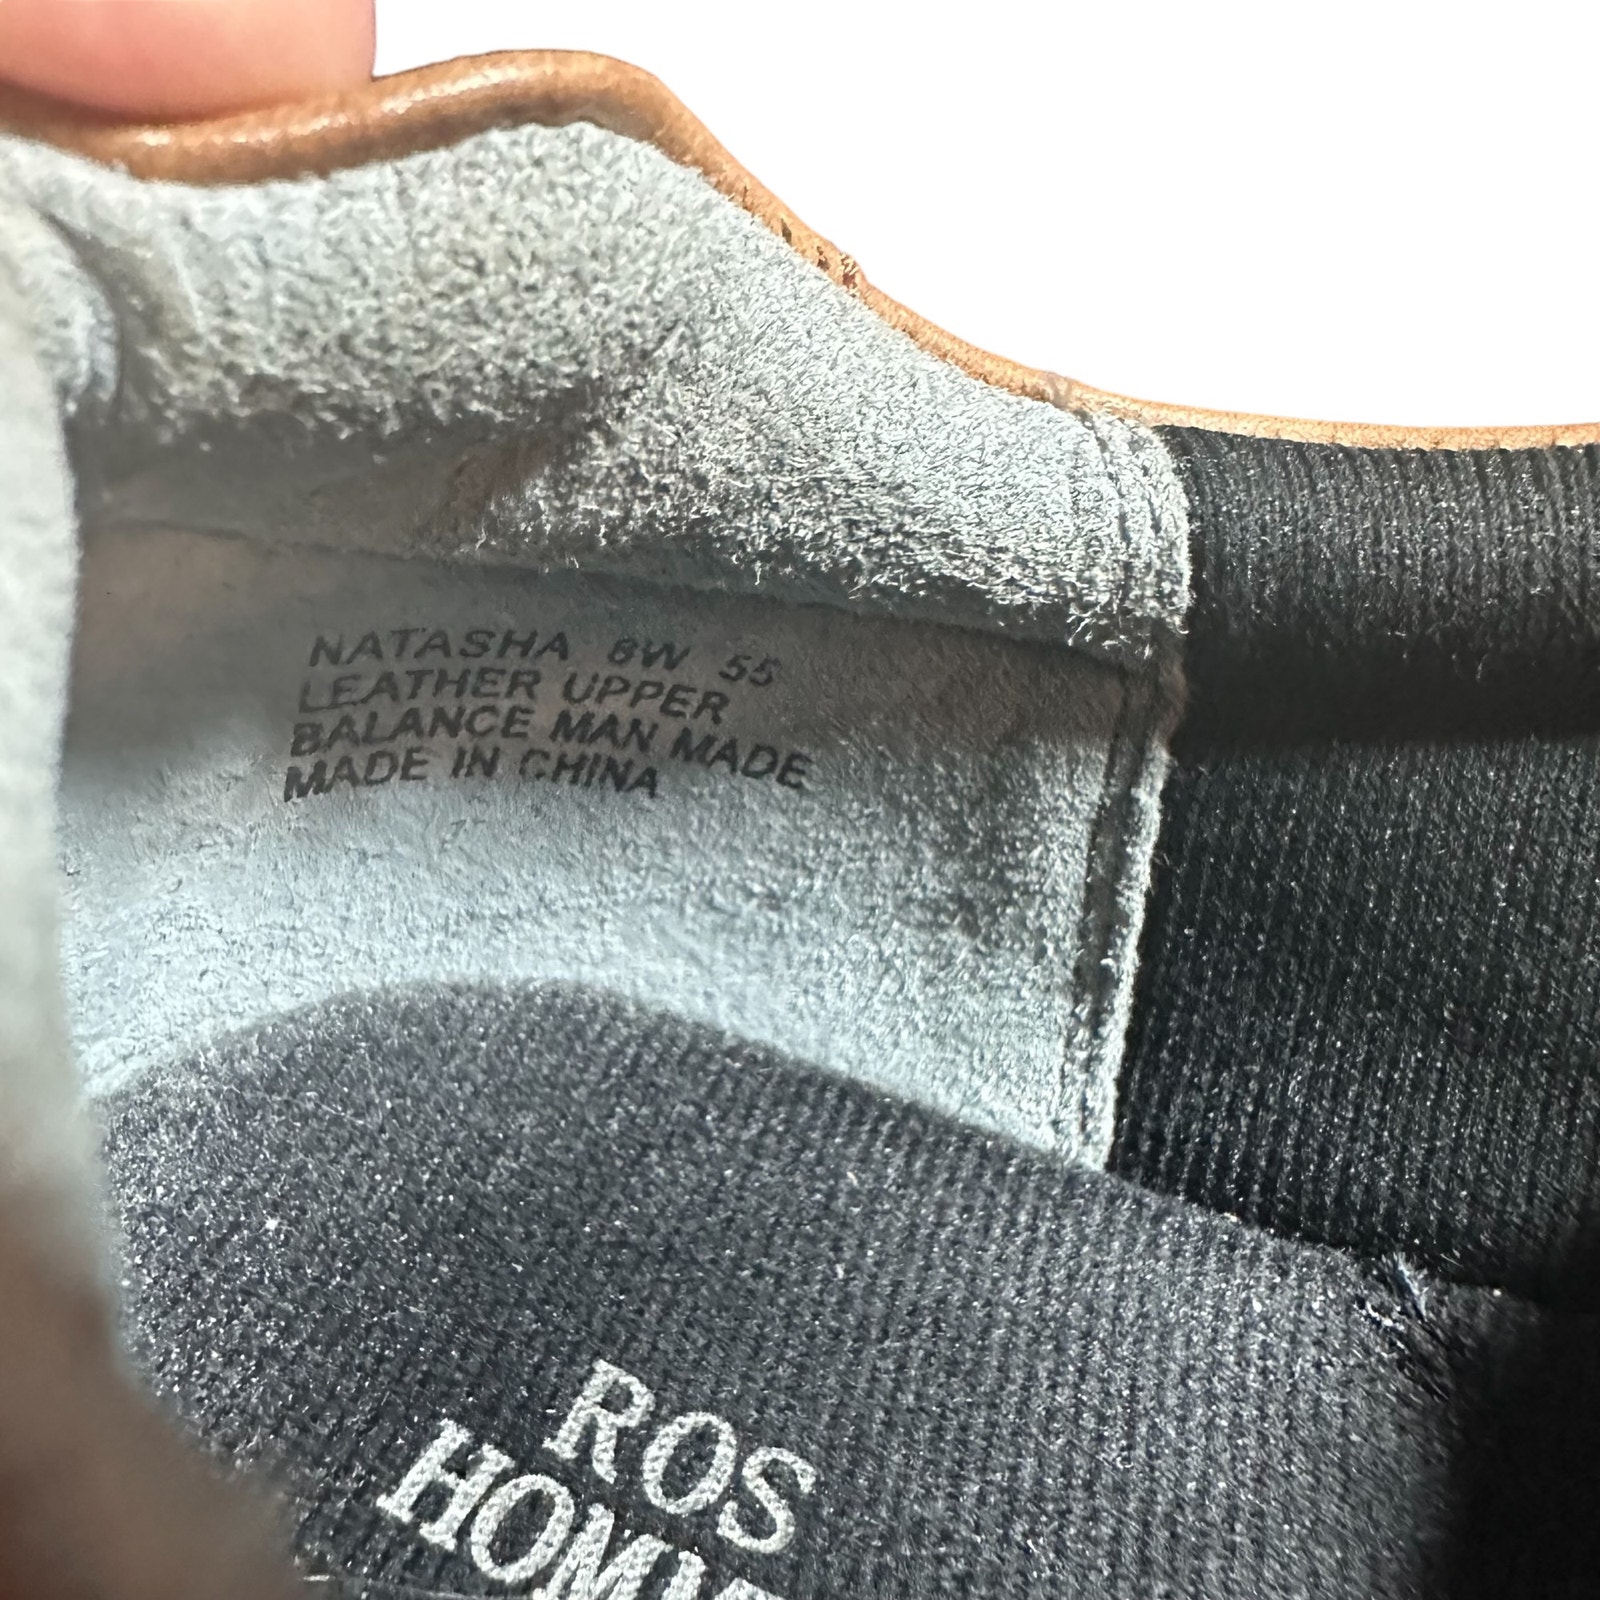 NATASHA 8W 55
LEATHER UPPER
BALANCE MAN MADE
MADE IN CHINA
ROS